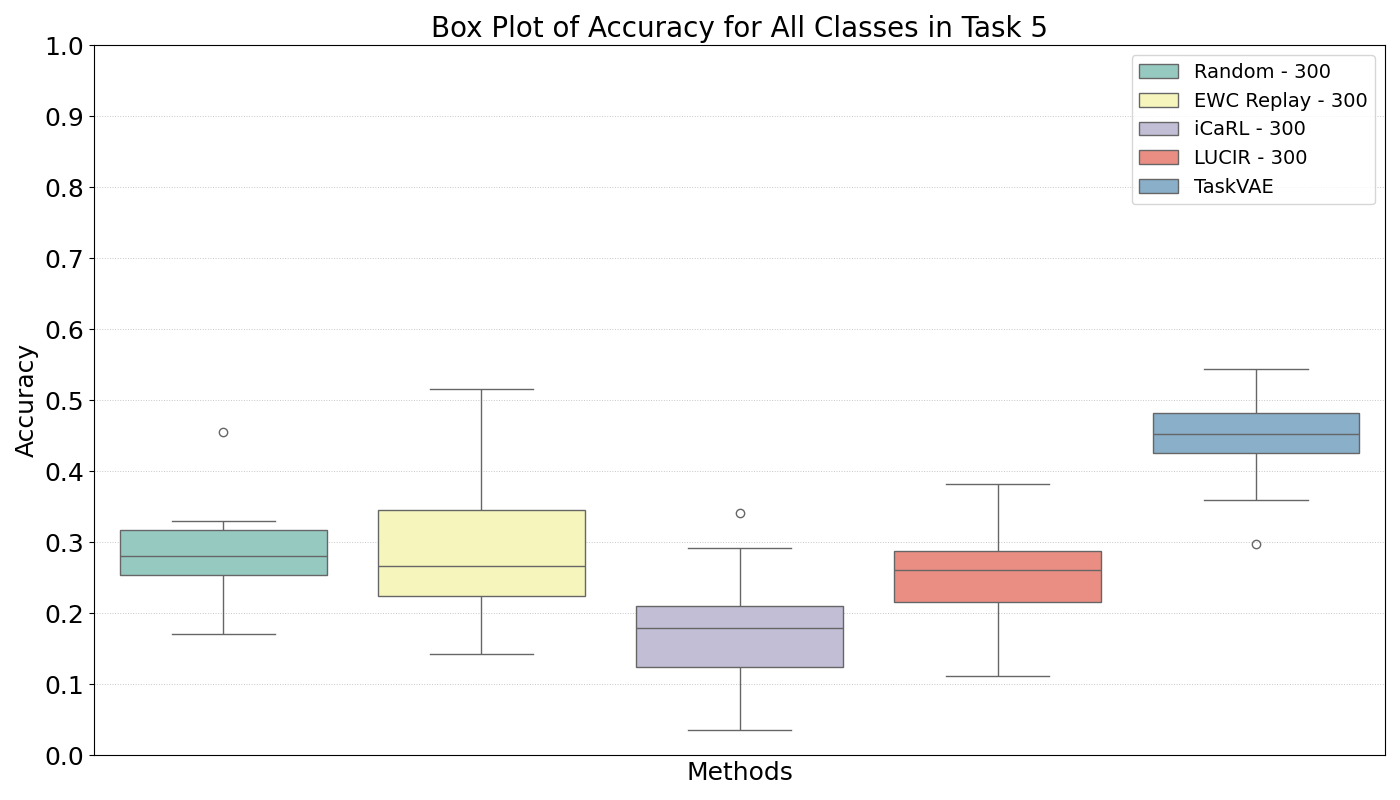 Box Plot of Accuracy for All Classes in Task 5
1.0
0.9
0.8
0.7
0.6
0.5
0.4
0.3
0.2
0.1
0.0
Accuracy
Methods
Random - 300
EWC Replay - 300
iCaRL - 300
LUCIR - 300
TaskVAE